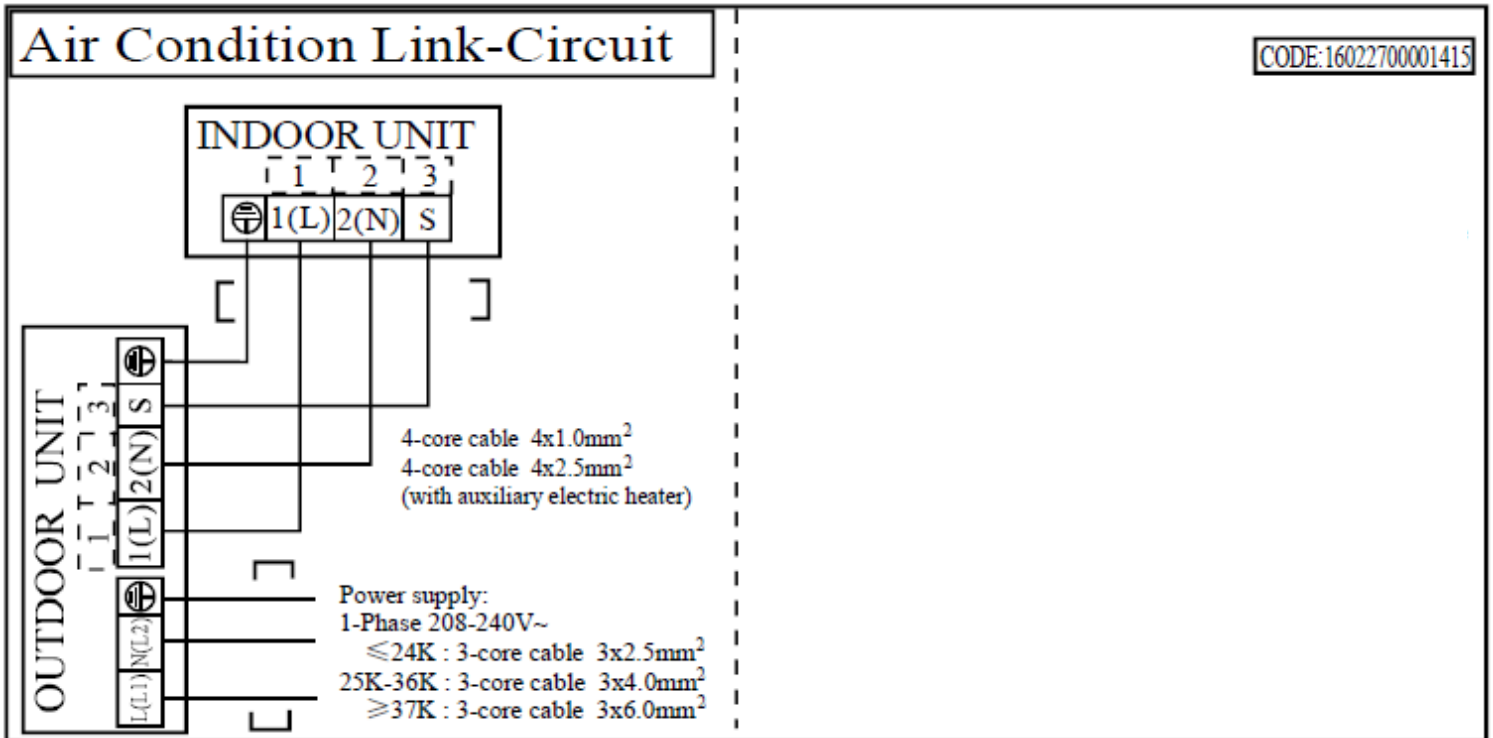 Air Condition Link-Circuit
CODE:16022700001415
INDOOR UNIT
1 2 3
1(L) 2(N) S
OUTDOOR UNIT
3 S
2 2(N)
1 1(L)
N(L2)
L(L1)
4-core cable 4x1.0mm²
4-core cable 4x2.5mm²
(with auxiliary electric heater)
Power supply:
1-Phase 208-240V~
≤24K : 3-core cable 3x2.5mm²
25K-36K : 3-core cable 3x4.0mm²
≥37K : 3-core cable 3x6.0mm²